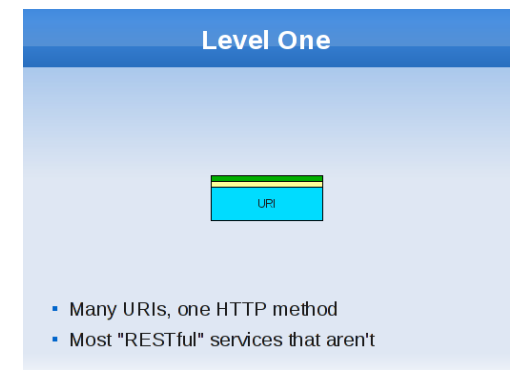 Level One
URI
Many URIs, one HTTP method
Most "RESTful" services that aren't